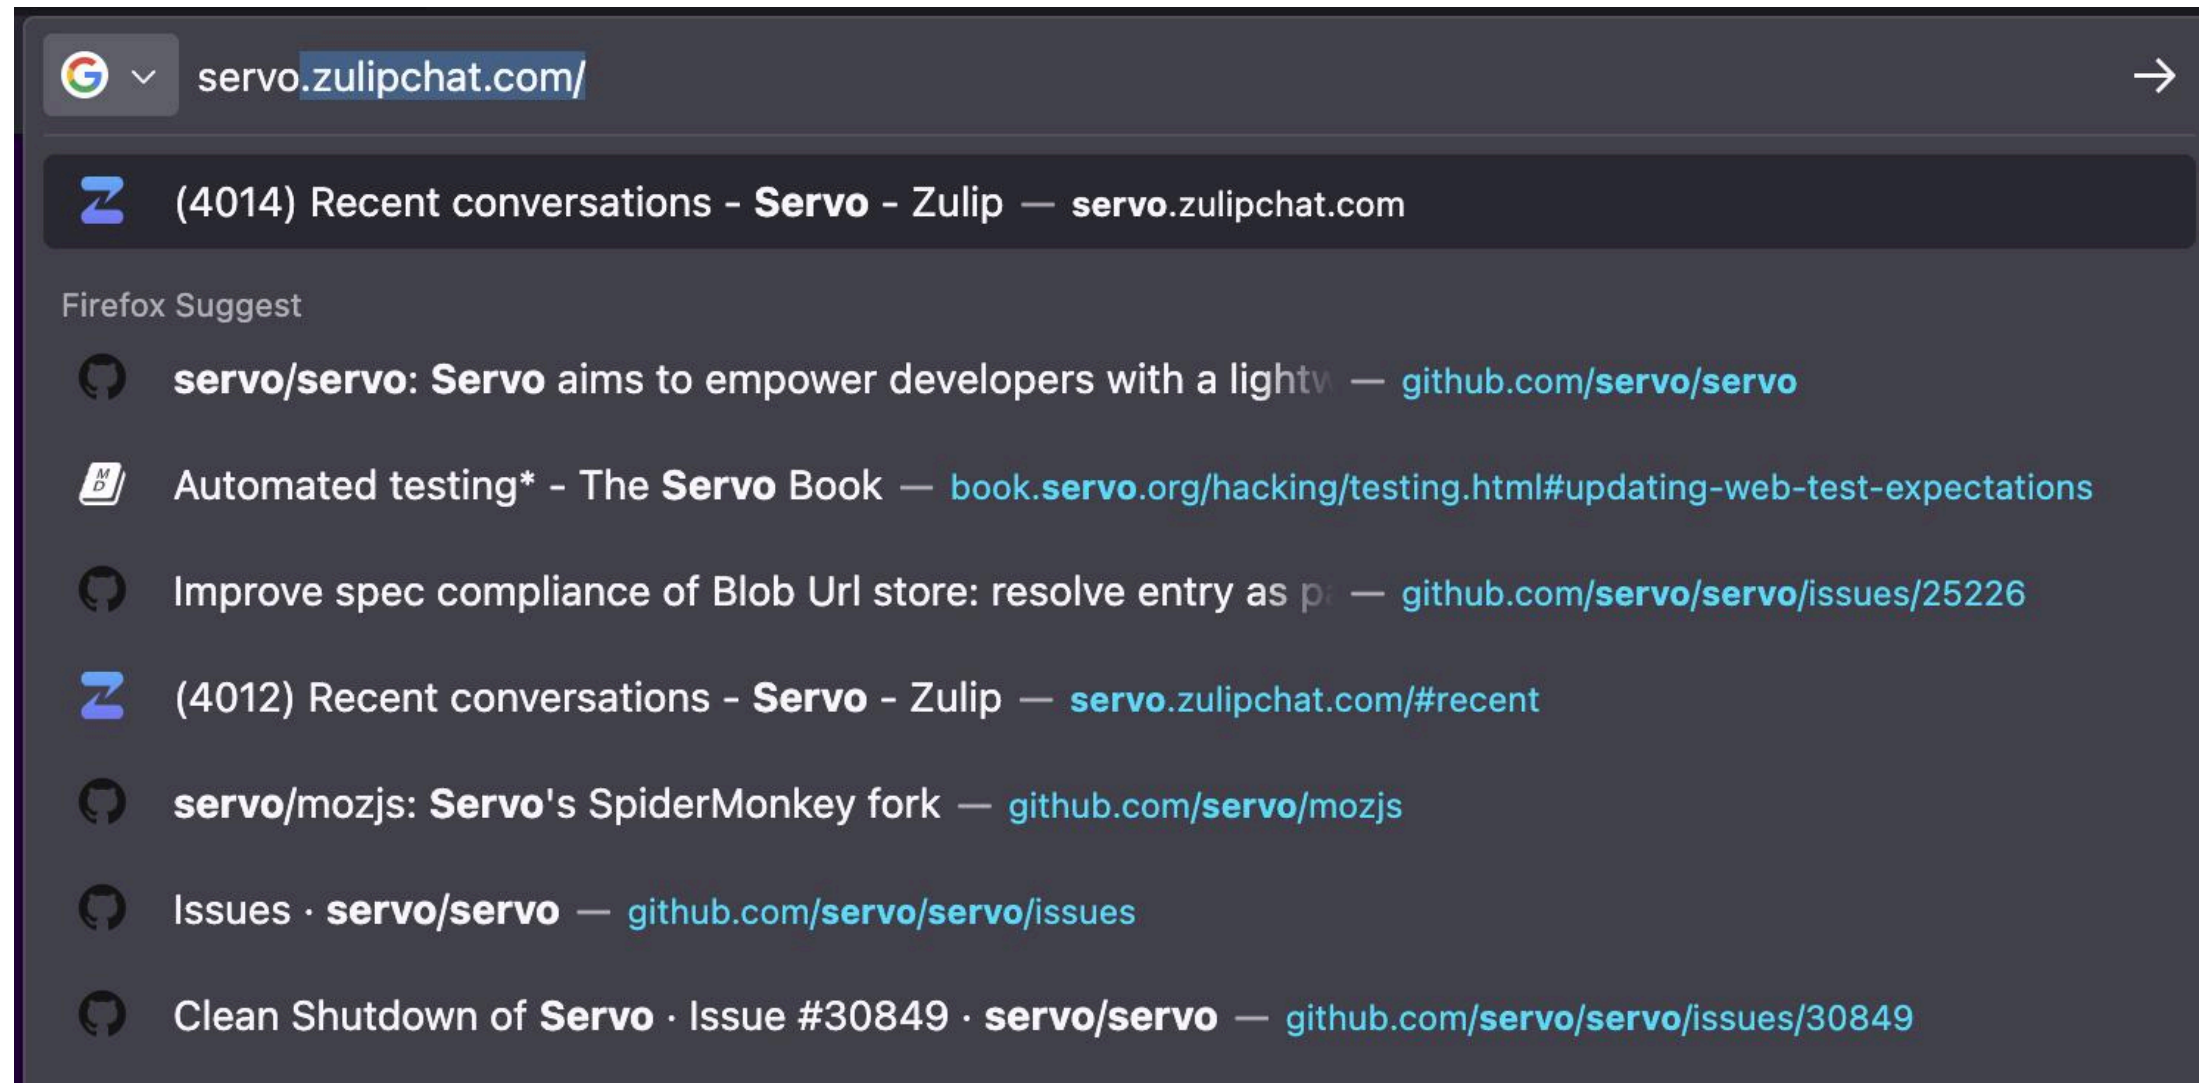 servo.zulipchat.com/
(4014) Recent conversations - Servo - Zulip — servo.zulipchat.com
Firefox Suggest
servo/servo: Servo aims to empower developers with a lightw — github.com/servo/servo
Automated testing* - The Servo Book — book.servo.org/hacking/testing.html#updating-web-test-expectations
Improve spec compliance of Blob Url store: resolve entry as pa — github.com/servo/servo/issues/25226
(4012) Recent conversations - Servo - Zulip — servo.zulipchat.com/#recent
servo/mozjs: Servo's SpiderMonkey fork — github.com/servo/mozjs
Issues · servo/servo — github.com/servo/servo/issues
Clean Shutdown of Servo · Issue #30849 · servo/servo — github.com/servo/servo/issues/30849